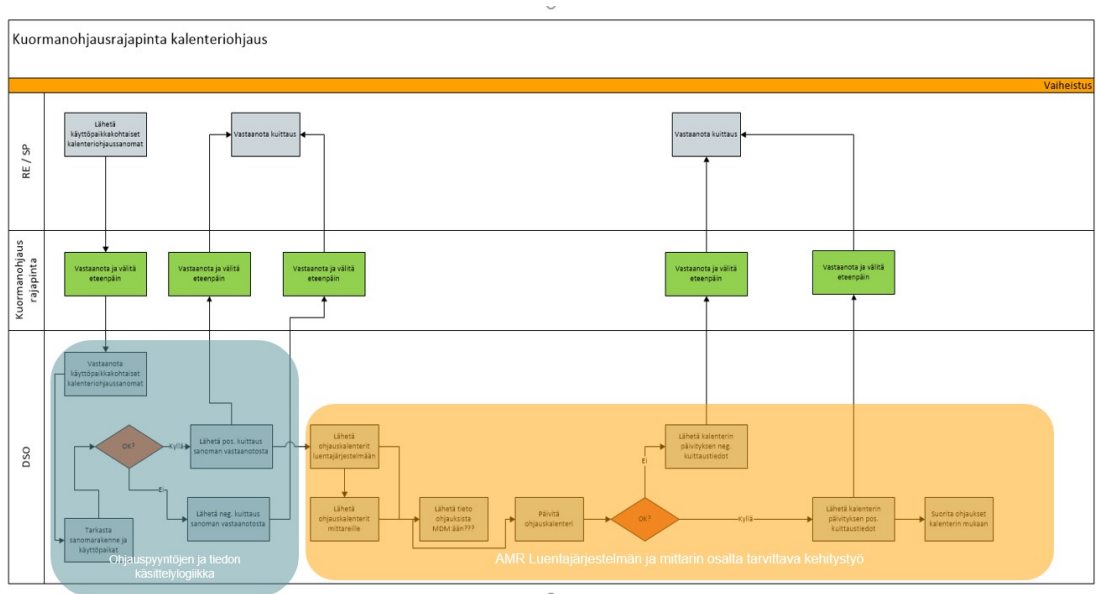 Kuormanohjausrajapinta kalenteriohjaus
Vaiheistus
RE / SP
Lähetä
käyttöpaikkakohtaiset
kalenteriohjaussanomat
Vastaanota kuittaus
Vastaanota kuittaus
Kuormanohjaus
rajapinta
Vastaanota ja välitä
eteenpäin
Vastaanota ja välitä
eteenpäin
Vastaanota ja välitä
eteenpäin
Vastaanota ja välitä
eteenpäin
Vastaanota ja välitä
eteenpäin
DSO
Vastaanota
käyttöpaikkakohtaiset
kalenteriohjaussanomat
Ok?
Kyllä
Lähetä pos. kuittaus
sanoman vastaanotosta
Ei
Lähetä neg. kuittaus
sanoman vastaanotosta
Tarkasta
sanomarakenne ja
käyttöpaikat
Ohjauspyyntöjen ja tiedon
käsittelylogiikka
Lähetä
ohjauskalenterit
luentajärjestelmään
Lähetä
ohjauskalenterit
mittareille
Lähetä tieto
ohjauksista
MDM:ään???
Päivitä
ohjauskalenteri
Ok?
Ei
Lähetä kalenterin
päivityksen neg.
kuittaustiedot
Kyllä
Lähetä kalenterin
päivityksen pos.
kuittaustiedot
Suorita ohjaukset
kalenterin mukaan
AMR Luentajärjestelmän ja mittarin osalta tarvittava kehitystyö